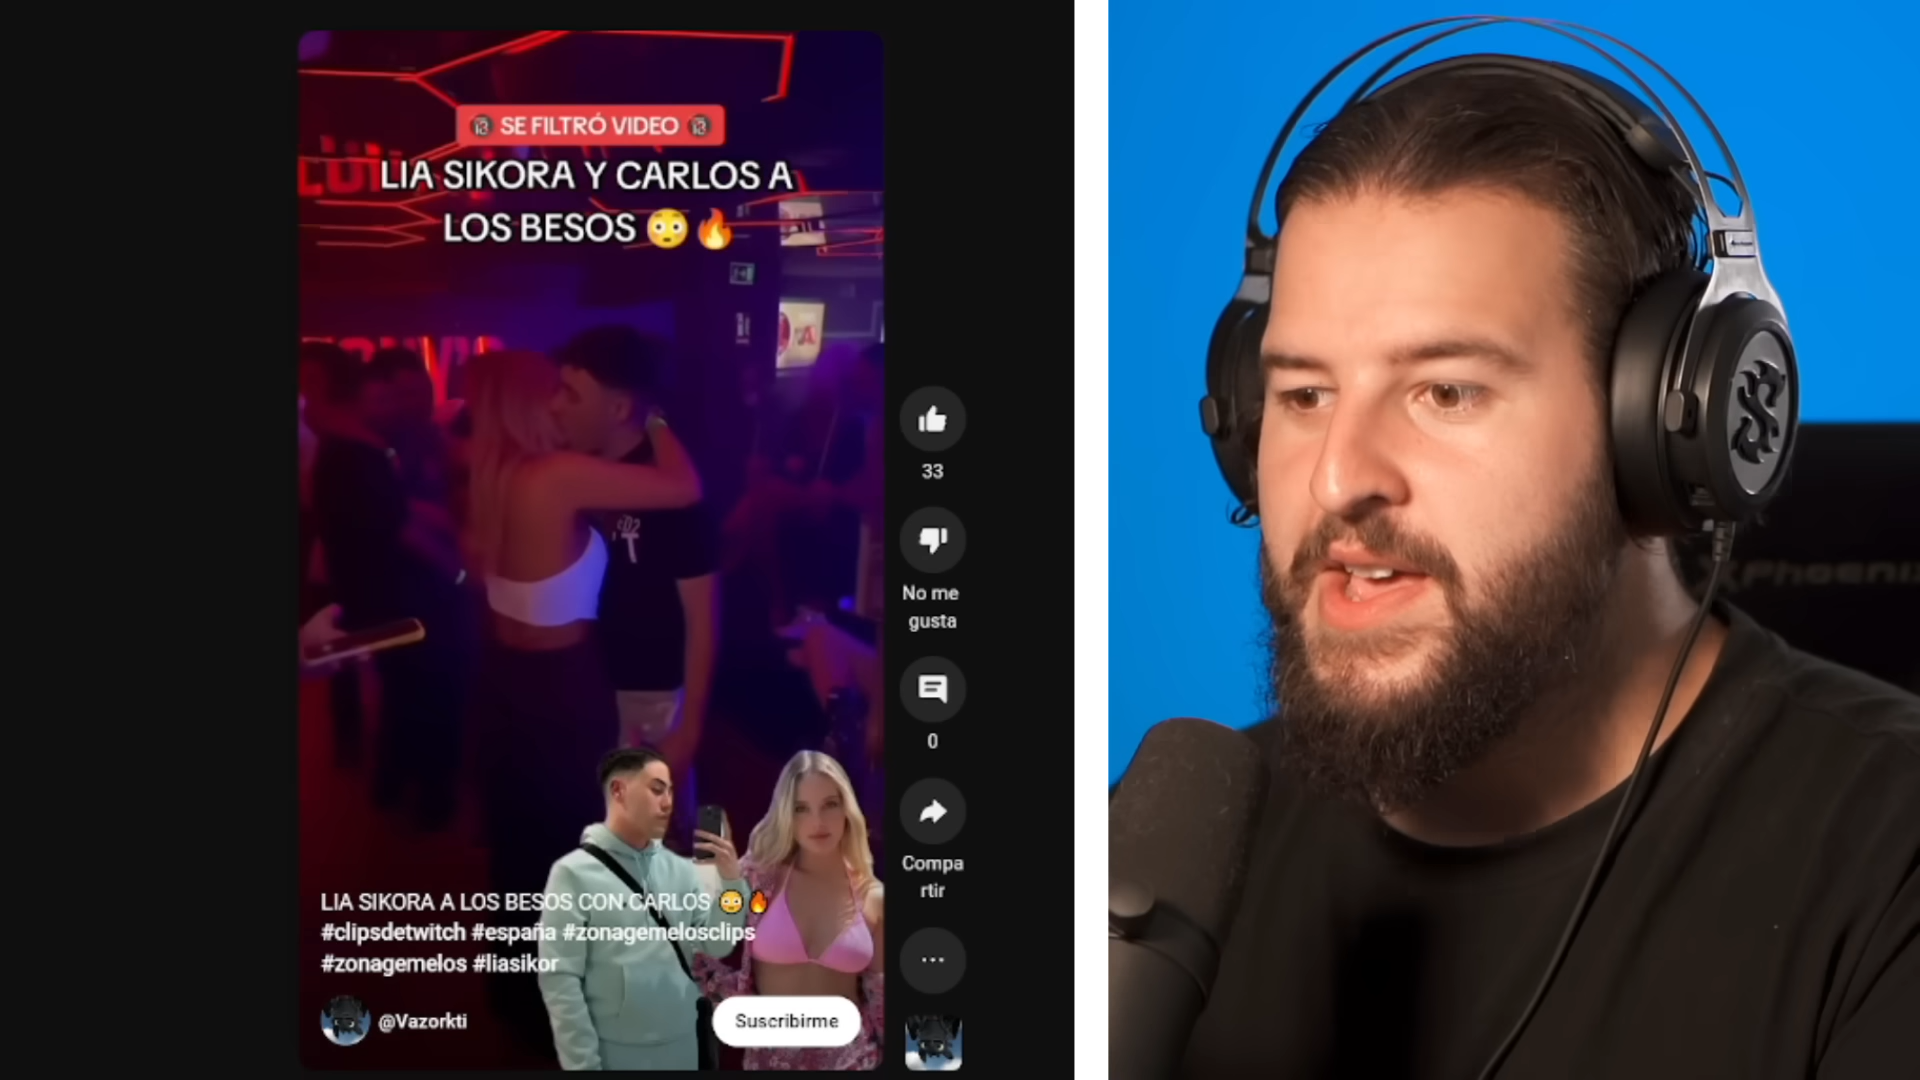 SE FILTRÓ VIDEO
LIA SIKORA Y CARLOS A
LOS BESOS 😳🔥
33
No me
gusta
0
Compa
rtir
LIA SIKORA A LOS BESOS CON CARLOS 😳🔥
#clipsdetwitch #españa #zonagemelosclips
#zonagemelos #liasikor
@Vazorkti
Suscribirme